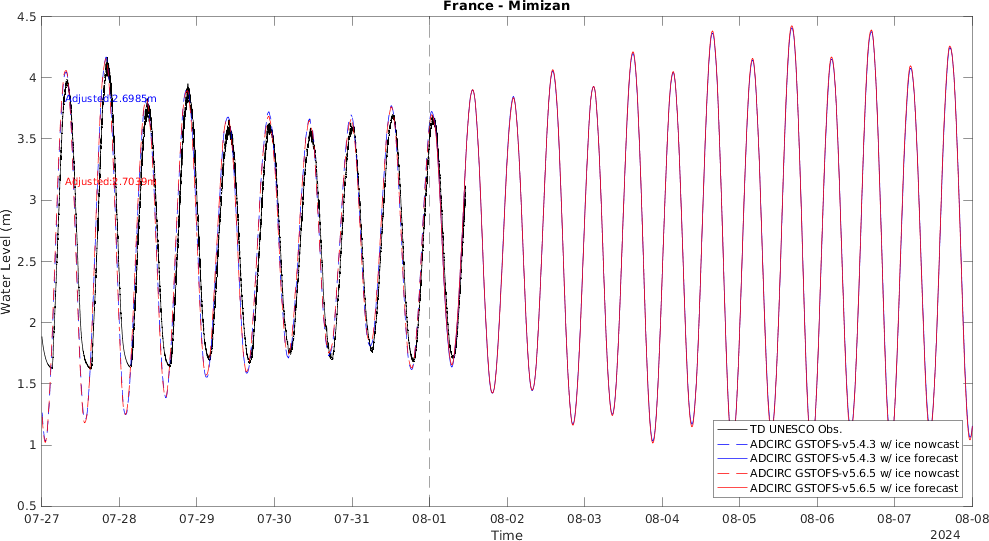 France - Mimizan
Water Level (m)
4.5
4
3.5
3
2.5
2
1.5
1
0.5
Adjusted:2.6985m
Adjusted:2.7039m
TD UNESCO Obs.
ADCIRC GSTOFS-v5.4.3 w/ ice nowcast
ADCIRC GSTOFS-v5.4.3 w/ ice forecast
ADCIRC GSTOFS-v5.6.5 w/ ice nowcast
ADCIRC GSTOFS-v5.6.5 w/ ice forecast
07-27 07-28 07-29 07-30 07-31 08-01 08-02 08-03 08-04 08-05 08-06 08-07 08-08
Time
2024